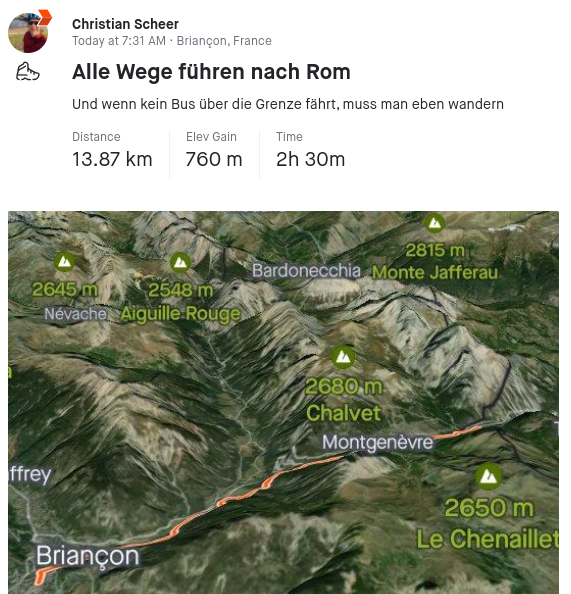 Christian Scheer
Today at 7:31 AM · Briançon, France
Alle Wege führen nach Rom
Und wenn kein Bus über die Grenze fährt, muss man eben wandern
Distance
Elev Gain
Time
13.87 km
760 m
2h 30m
2815 m
Monte Jafferau
Bardonecchia
2645 m
2548 m
Névache
Aiguille Rouge
2680 m
Chalvet
Montgenèvre
ffrey
2650 m
Le Chenaillet
Briançon